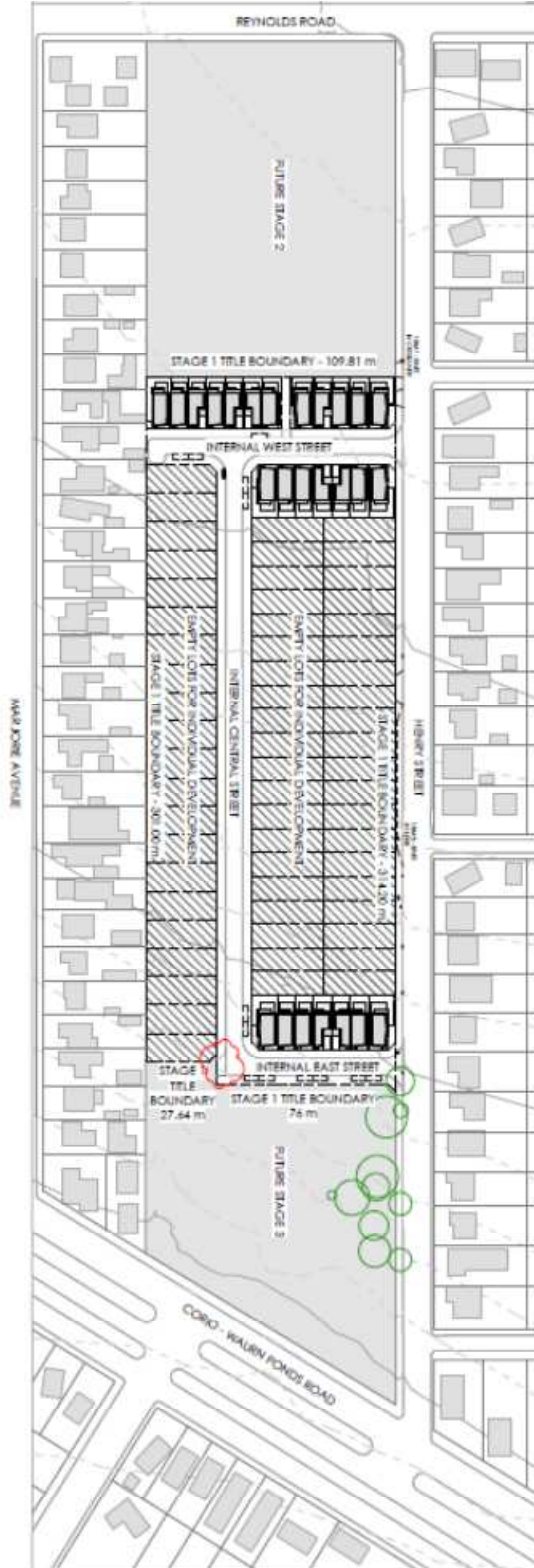 REYNOLDS ROAD
FUTURE STAGE 2
STAGE 1 TITLE BOUNDARY - 109.81 m
INTERNAL WEST STREET
EMPTY LOTS FOR INDIVIDUAL DEVELOPMENT
STAGE 1 TITLE BOUNDARY - 301.00 m
INTERNAL CENTRAL STREET
EMPTY LOTS FOR INDIVIDUAL DEVELOPMENT
STAGE 1 TITLE BOUNDARY - 314.20 m
HENRY STREET
MARJORIE AVENUE
INTERNAL EAST STREET
STAGE 1
TITLE
BOUNDARY
27.64 m
STAGE 1 TITLE BOUNDARY
76 m
FUTURE STAGE 3
CORIO - WAURN PONDS ROAD